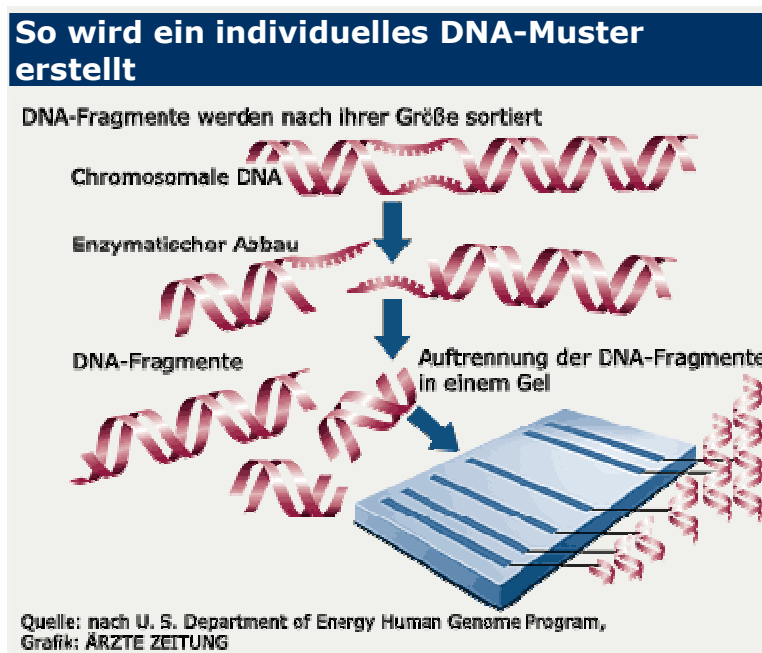 So wird ein individuelles DNA-Muster
erstellt
DNA-Fragmente werden nach ihrer Größe sortiert
Chromosomale DNA
Enzymatischer Abbau
DNA-Fragmente
Auftrennung der DNA-Fragmente
in einem Gel
Quelle: nach U. S. Department of Energy Human Genome Program,
Grafik: ÄRZTE ZEITUNG